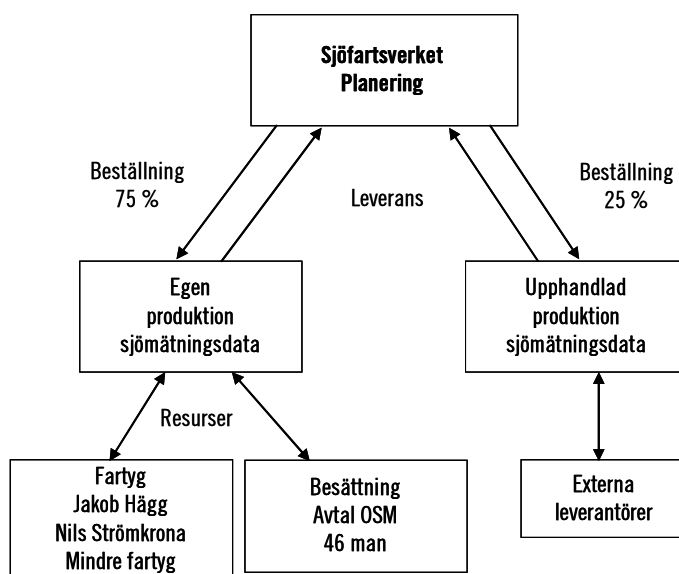 Sjöfartsverket
Planering
Beställning
75 %
Leverans
Beställning
25 %
Egen
produktion
sjömätningsdata
Upphandlad
produktion
sjömätningsdata
Resurser
Fartyg
Jakob Hägg
Nils Strömkrona
Mindre fartyg
Besättning
Avtal OSM
46 man
Externa
leverantörer